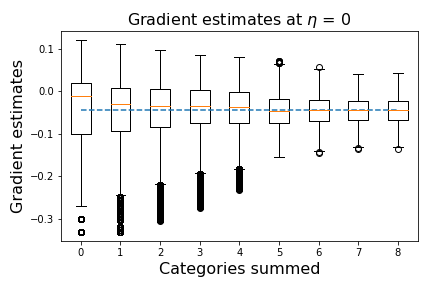 Gradient estimates at η = 0
Gradient estimates
0.1
0.0
−0.1
−0.2
−0.3
0 1 2 3 4 5 6 7 8
Categories summed